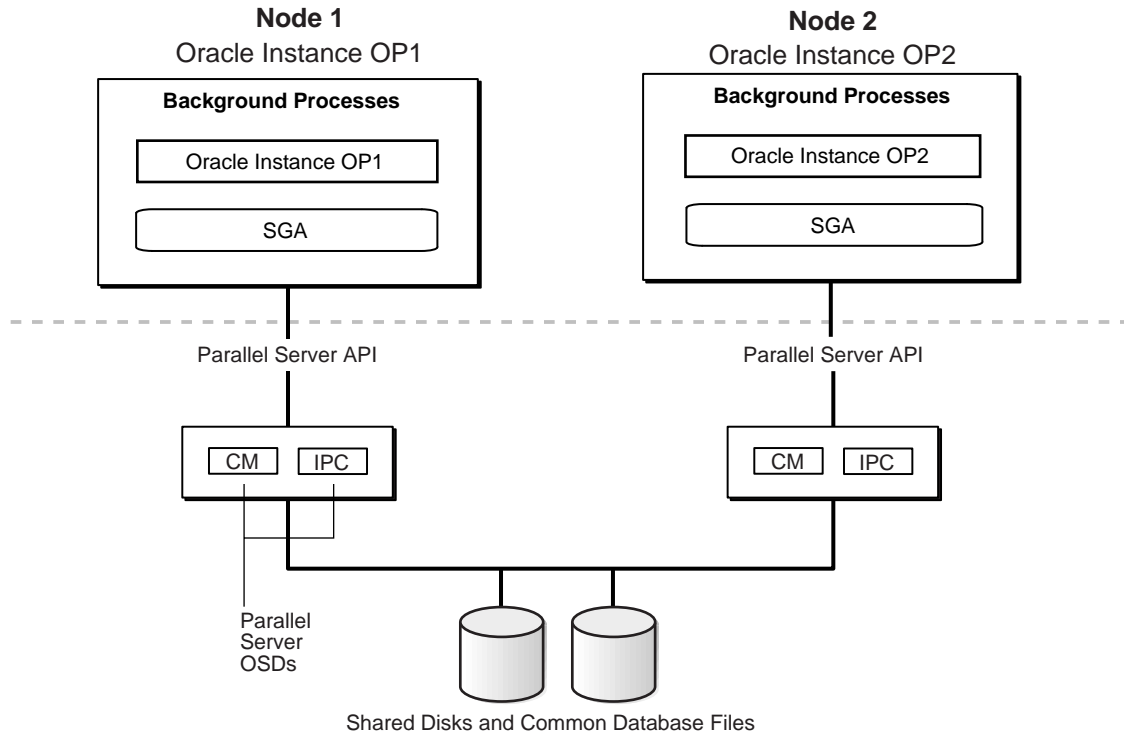 Node 1
Oracle Instance OP1
Background Processes
Oracle Instance OP1
SGA
Node 2
Oracle Instance OP2
Background Processes
Oracle Instance OP2
SGA
Parallel Server API
Parallel Server API
CM
IPC
CM
IPC
Parallel
Server
OSDs
Shared Disks and Common Database Files